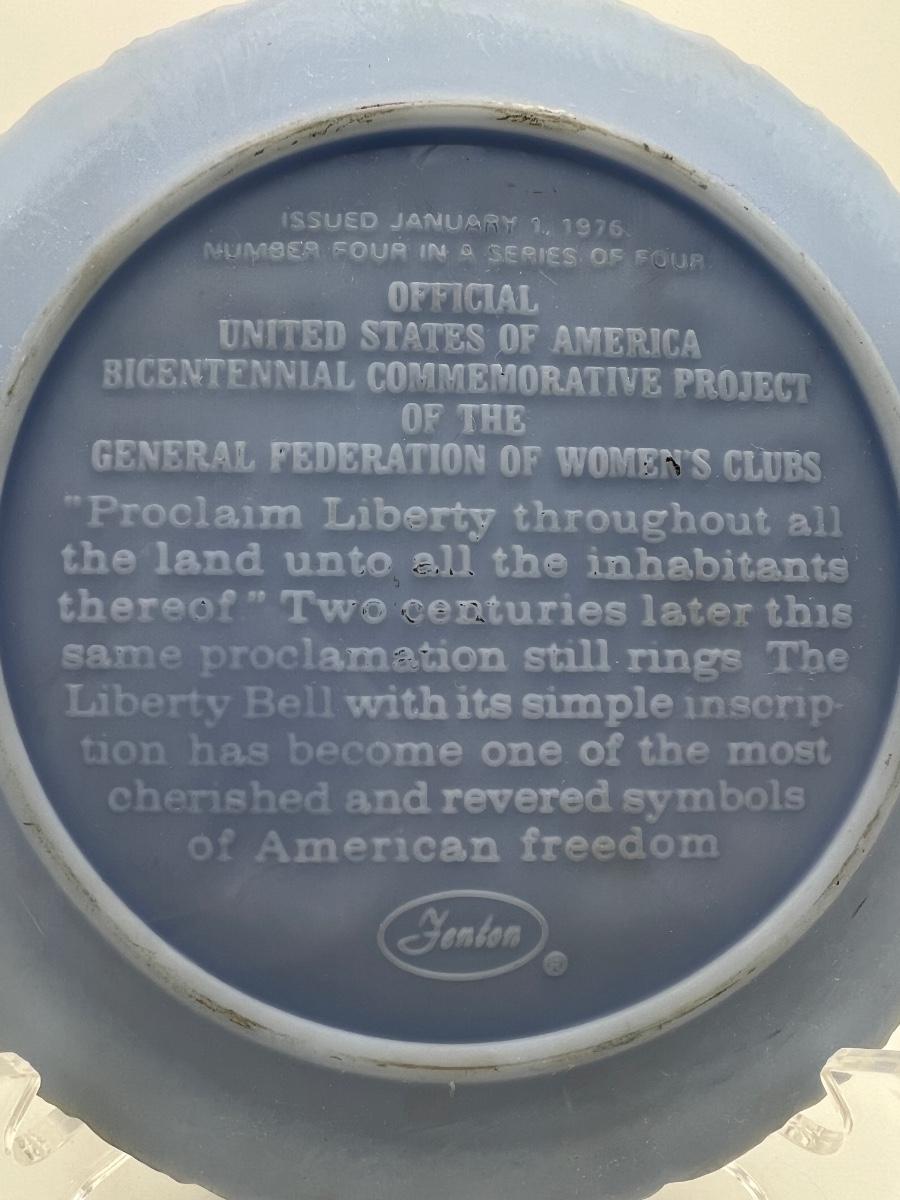 ISSUED JANUARY 1, 1976
NUMBER FOUR IN A SERIES OF FOUR
OFFICIAL
UNITED STATES OF AMERICA
BICENTENNIAL COMMEMORATIVE PROJECT
OF THE
GENERAL FEDERATION OF WOMEN'S CLUBS
"Proclaim Liberty throughout all
the land unto all the inhabitants
thereof" Two centuries later this
same proclamation still rings The
Liberty Bell with its simple inscrip-
tion has become one of the most
cherished and revered symbols
of American freedom
Fenton ®